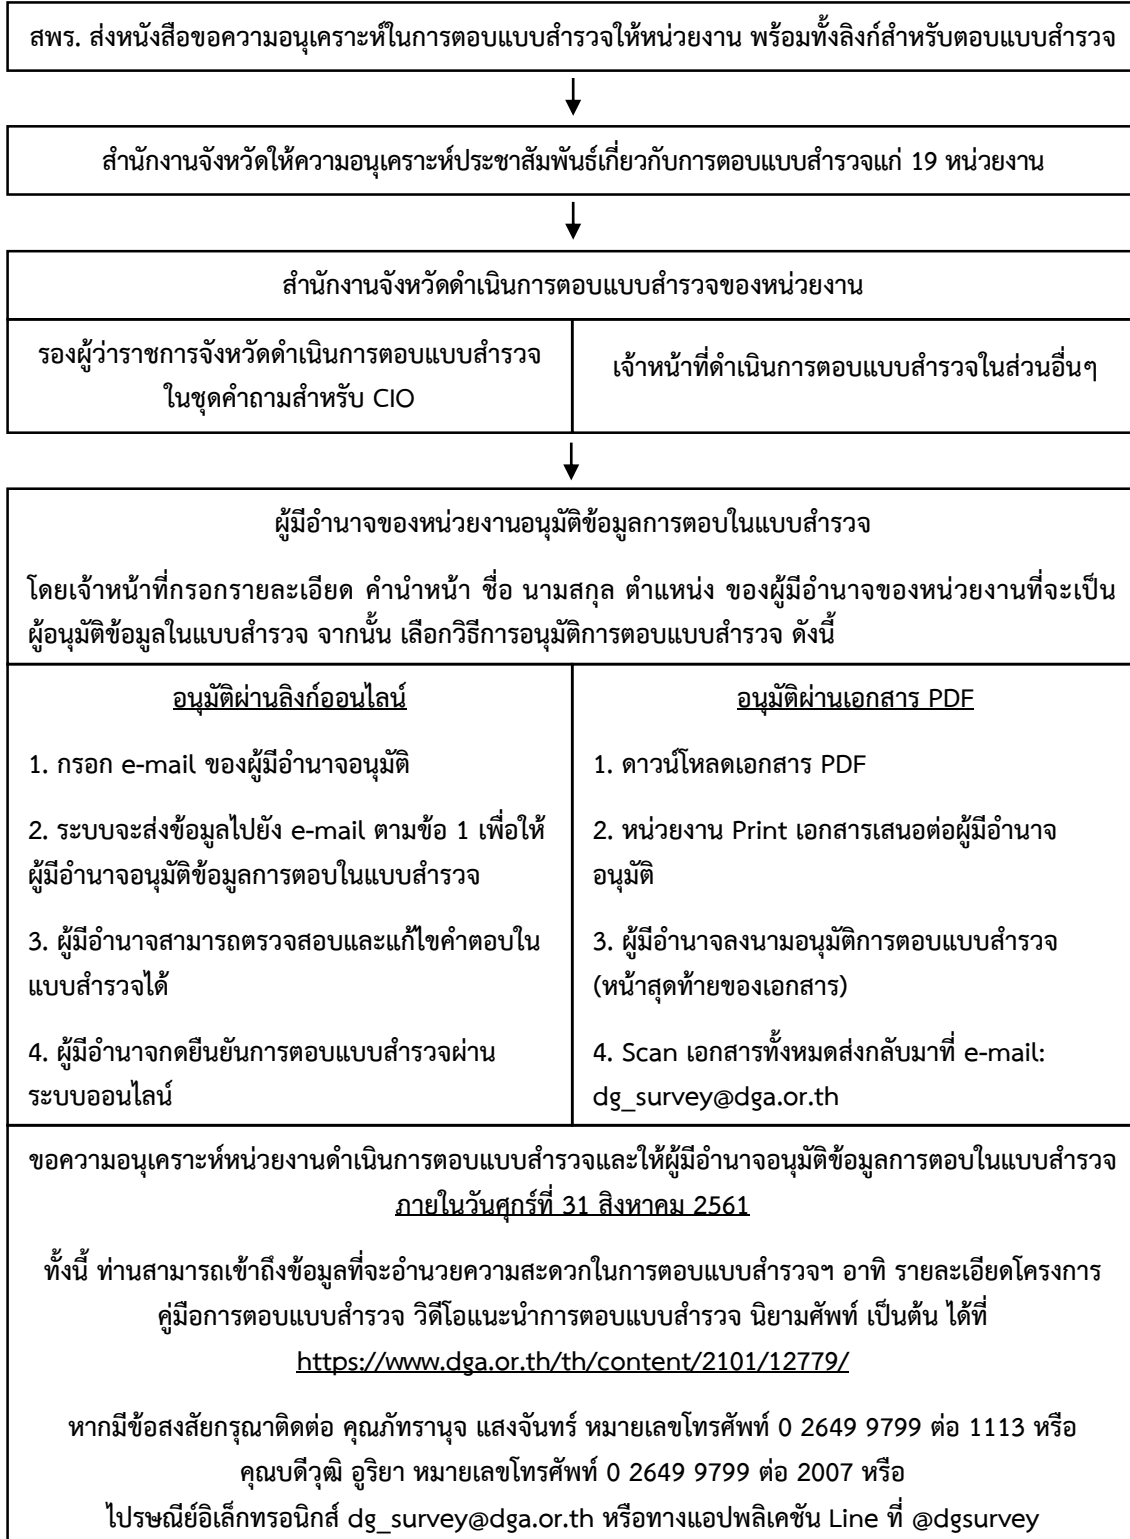 สพร. ส่งหนังสือขอความอนุเคราะห์ในการตอบแบบสำรวจให้หน่วยงาน พร้อมทั้งลิงก์สำหรับตอบแบบสำรวจ
สำนักงานจังหวัดให้ความอนุเคราะห์ประชาสัมพันธ์เกี่ยวกับการตอบแบบสำรวจแก่ 19 หน่วยงาน
สำนักงานจังหวัดดำเนินการตอบแบบสำรวจของหน่วยงาน
รองผู้ว่าราชการจังหวัดดำเนินการตอบแบบสำรวจ
ในชุดคำถามสำหรับ CIO
เจ้าหน้าที่ดำเนินการตอบแบบสำรวจในส่วนอื่นๆ
ผู้มีอำนาจของหน่วยงานอนุมัติข้อมูลการตอบในแบบสำรวจ
โดยเจ้าหน้าที่กรอกรายละเอียด คำนำหน้า ชื่อ นามสกุล ตำแหน่ง ของผู้มีอำนาจของหน่วยงานที่จะเป็น
ผู้อนุมัติข้อมูลในแบบสำรวจ จากนั้น เลือกวิธีการอนุมัติการตอบแบบสำรวจ ดังนี้
อนุมัติผ่านลิงก์ออนไลน์
1. กรอก e-mail ของผู้มีอำนาจอนุมัติ
2. ระบบจะส่งข้อมูลไปยัง e-mail ตามข้อ 1 เพื่อให้
ผู้มีอำนาจอนุมัติข้อมูลการตอบในแบบสำรวจ
3. ผู้มีอำนาจสามารถตรวจสอบและแก้ไขคำตอบใน
แบบสำรวจได้
4. ผู้มีอำนาจกดยืนยันการตอบแบบสำรวจผ่าน
ระบบออนไลน์
อนุมัติผ่านเอกสาร PDF
1. ดาวน์โหลดเอกสาร PDF
2. หน่วยงาน Print เอกสารเสนอต่อผู้มีอำนาจ
อนุมัติ
3. ผู้มีอำนาจลงนามอนุมัติการตอบแบบสำรวจ
(หน้าสุดท้ายของเอกสาร)
4. Scan เอกสารทั้งหมดส่งกลับมาที่ e-mail:
dg_survey@dga.or.th
ขอความอนุเคราะห์หน่วยงานดำเนินการตอบแบบสำรวจและให้ผู้มีอำนาจอนุมัติข้อมูลการตอบในแบบสำรวจ
ภายในวันศุกร์ที่ 31 สิงหาคม 2561
ทั้งนี้ ท่านสามารถเข้าถึงข้อมูลที่จะอำนวยความสะดวกในการตอบแบบสำรวจฯ อาทิ รายละเอียดโครงการ
คู่มือการตอบแบบสำรวจ วิดีโอแนะนำการตอบแบบสำรวจ นิยามศัพท์ เป็นต้น ได้ที่
https://www.dga.or.th/th/content/2101/12779/
หากมีข้อสงสัยกรุณาติดต่อ คุณภัทรานุจ แสงจันทร์ หมายเลขโทรศัพท์ 0 2649 9799 ต่อ 1113 หรือ
คุณบดีวุฒิ อูริยา หมายเลขโทรศัพท์ 0 2649 9799 ต่อ 2007 หรือ
ไปรษณีย์อิเล็กทรอนิกส์ dg_survey@dga.or.th หรือทางแอปพลิเคชัน Line ที่ @dgsurvey